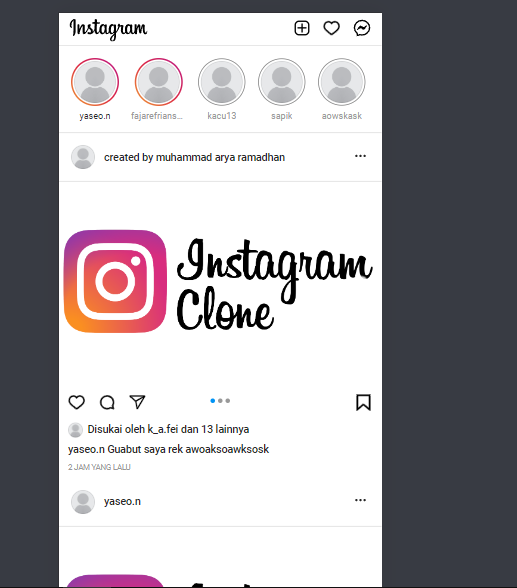 Instagram
yaseo.n fajarefrians... kacu13 sapik aowskask
created by muhammad arya ramadhan
Instagram
Clone
Disukai oleh k_a.fei dan 13 lainnya
yaseo.n Guabut saya rek awoaksoawksosk
2 JAM YANG LALU
yaseo.n